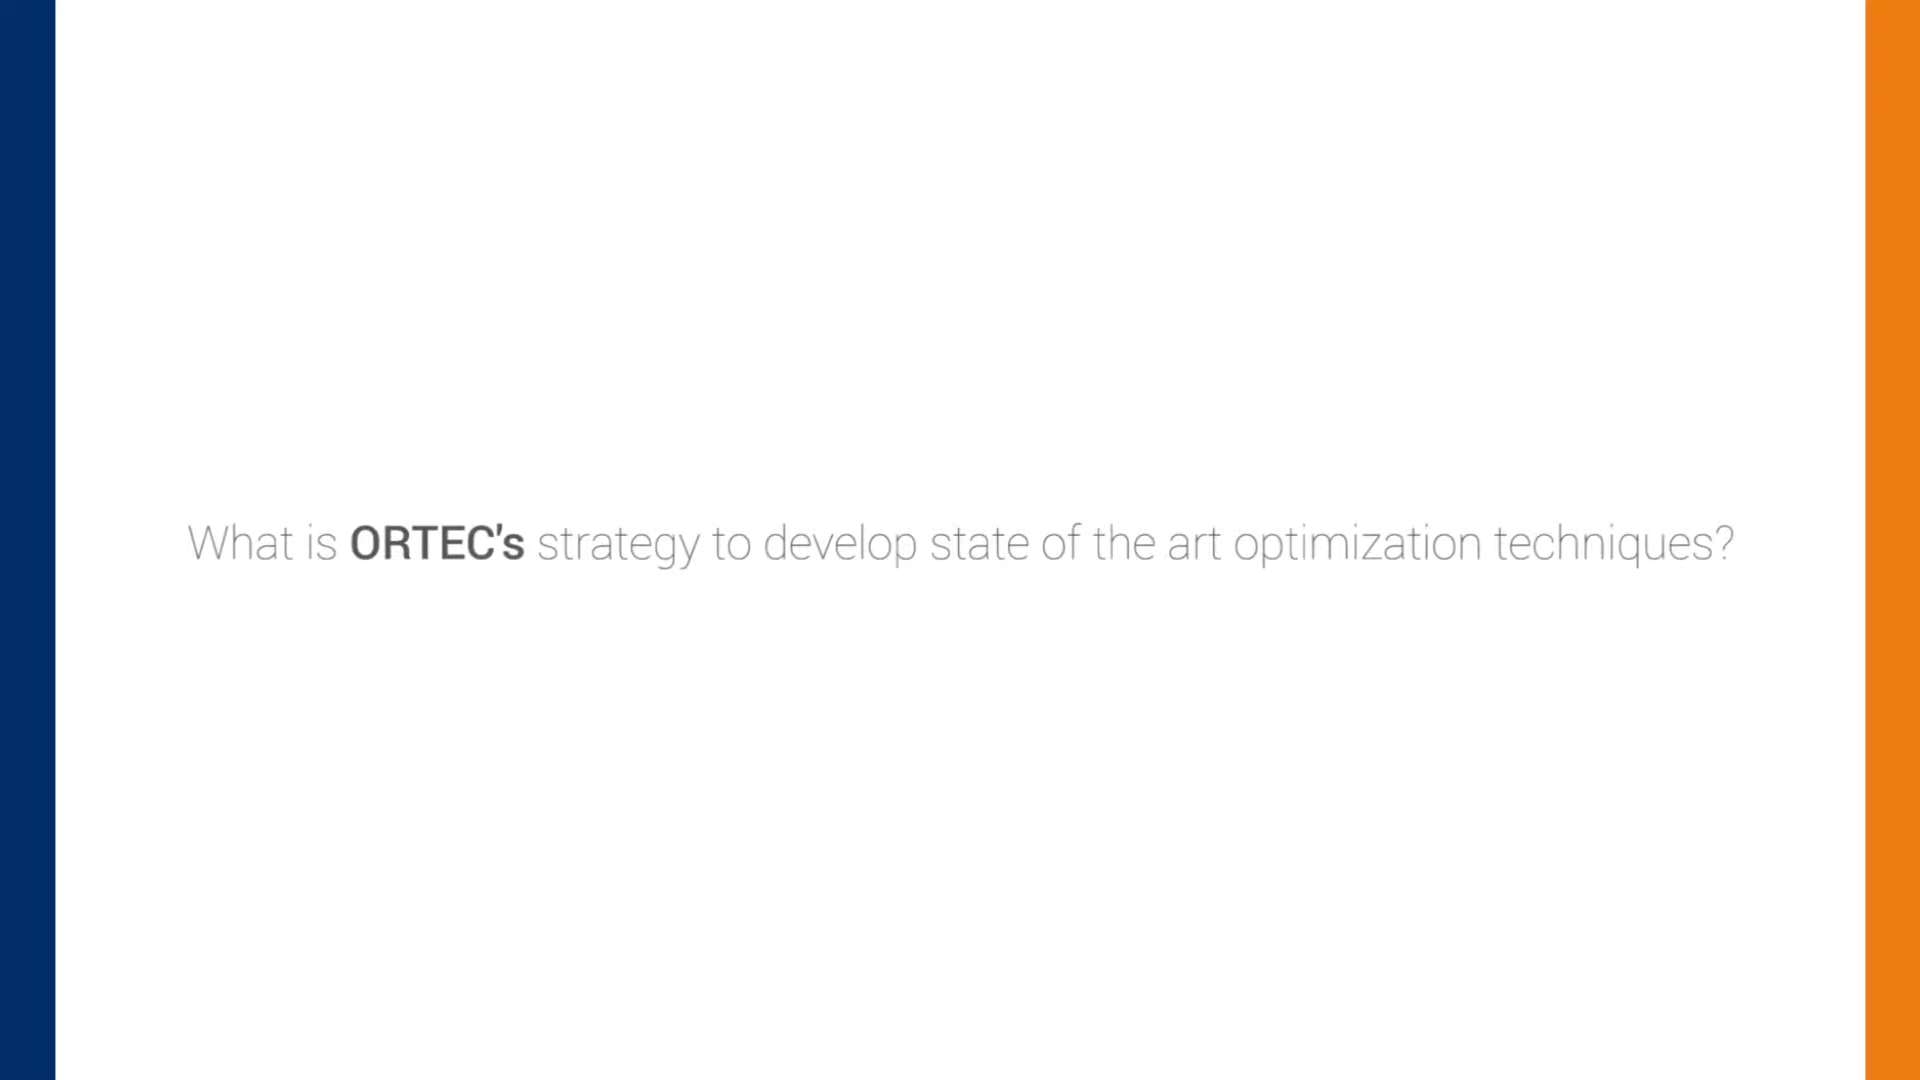 What is ORTEC's strategy to develop state of the art optimization techniques?